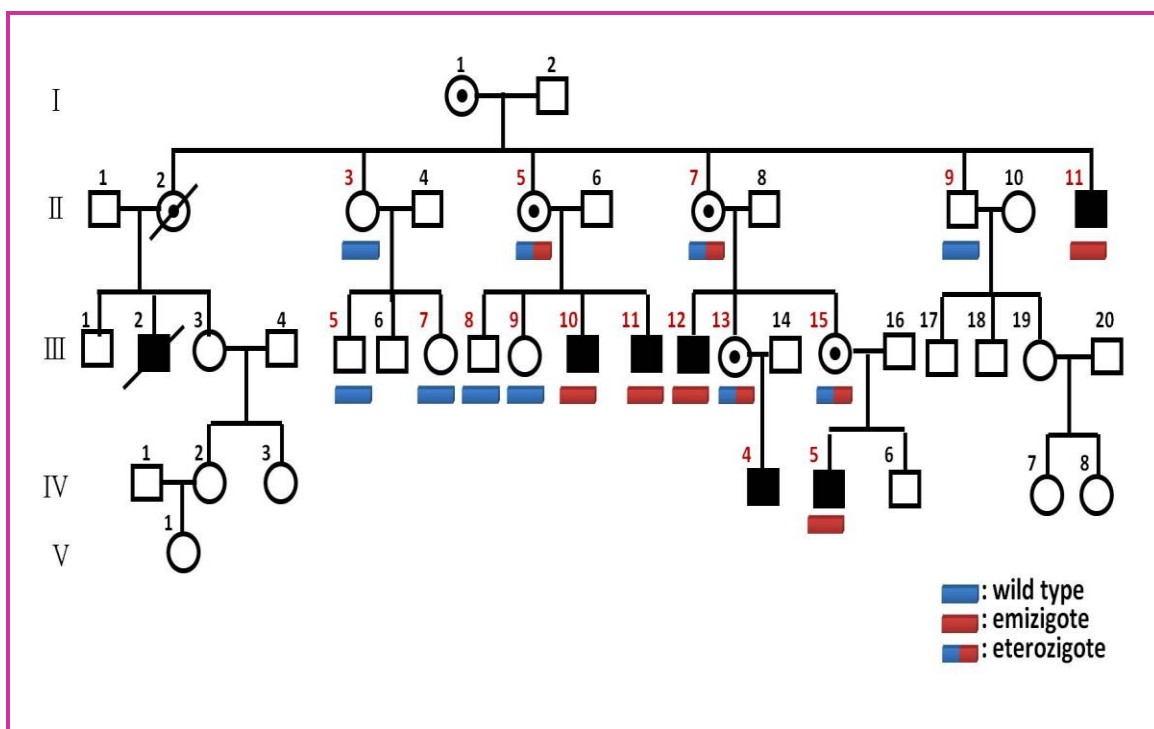 1 2
I
1 2 3 4 5 6 7 8 9 10 11
II
1 2 3 4 5 6 7 8 9 10 11 12 13 14 15 16 17 18 19 20
III
1 2 3 4 5 6 7 8
IV
1
V
: wild type
: emizigote
: eterozigote